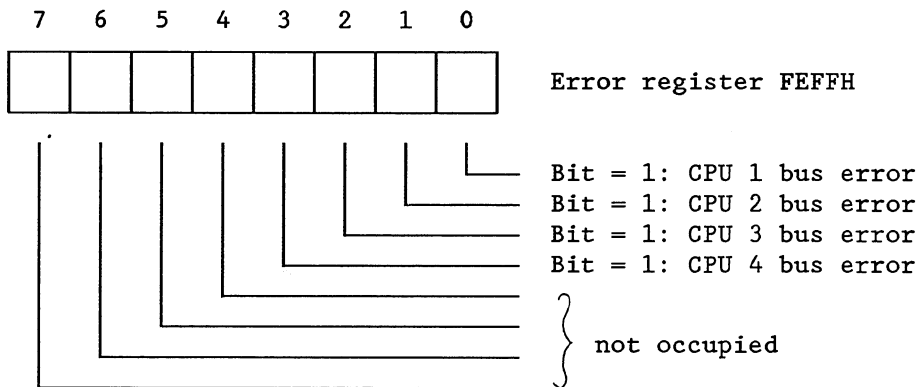 7 6 5 4 3 2 1 0
Error register FEFFH
Bit = 1: CPU 1 bus error
Bit = 1: CPU 2 bus error
Bit = 1: CPU 3 bus error
Bit = 1: CPU 4 bus error
not occupied